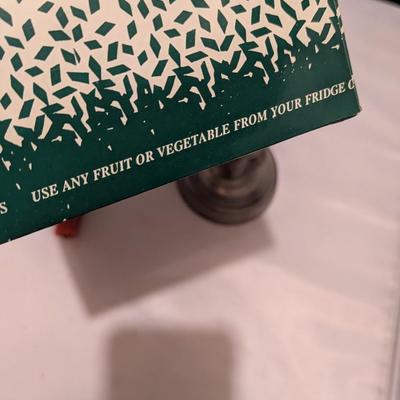 S USE ANY FRUIT OR VEGETABLE FROM YOUR FRIDGE